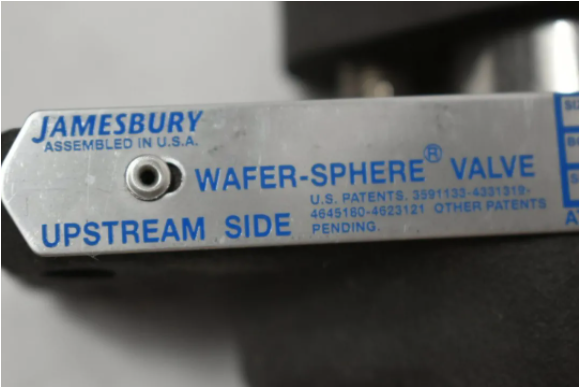 JAMESBURY
ASSEMBLED IN U.S.A.
WAFER-SPHERE® VALVE
U.S. PATENTS. 3591133-4331319-
4645180-4623121 OTHER PATENTS
PENDING.
UPSTREAM SIDE